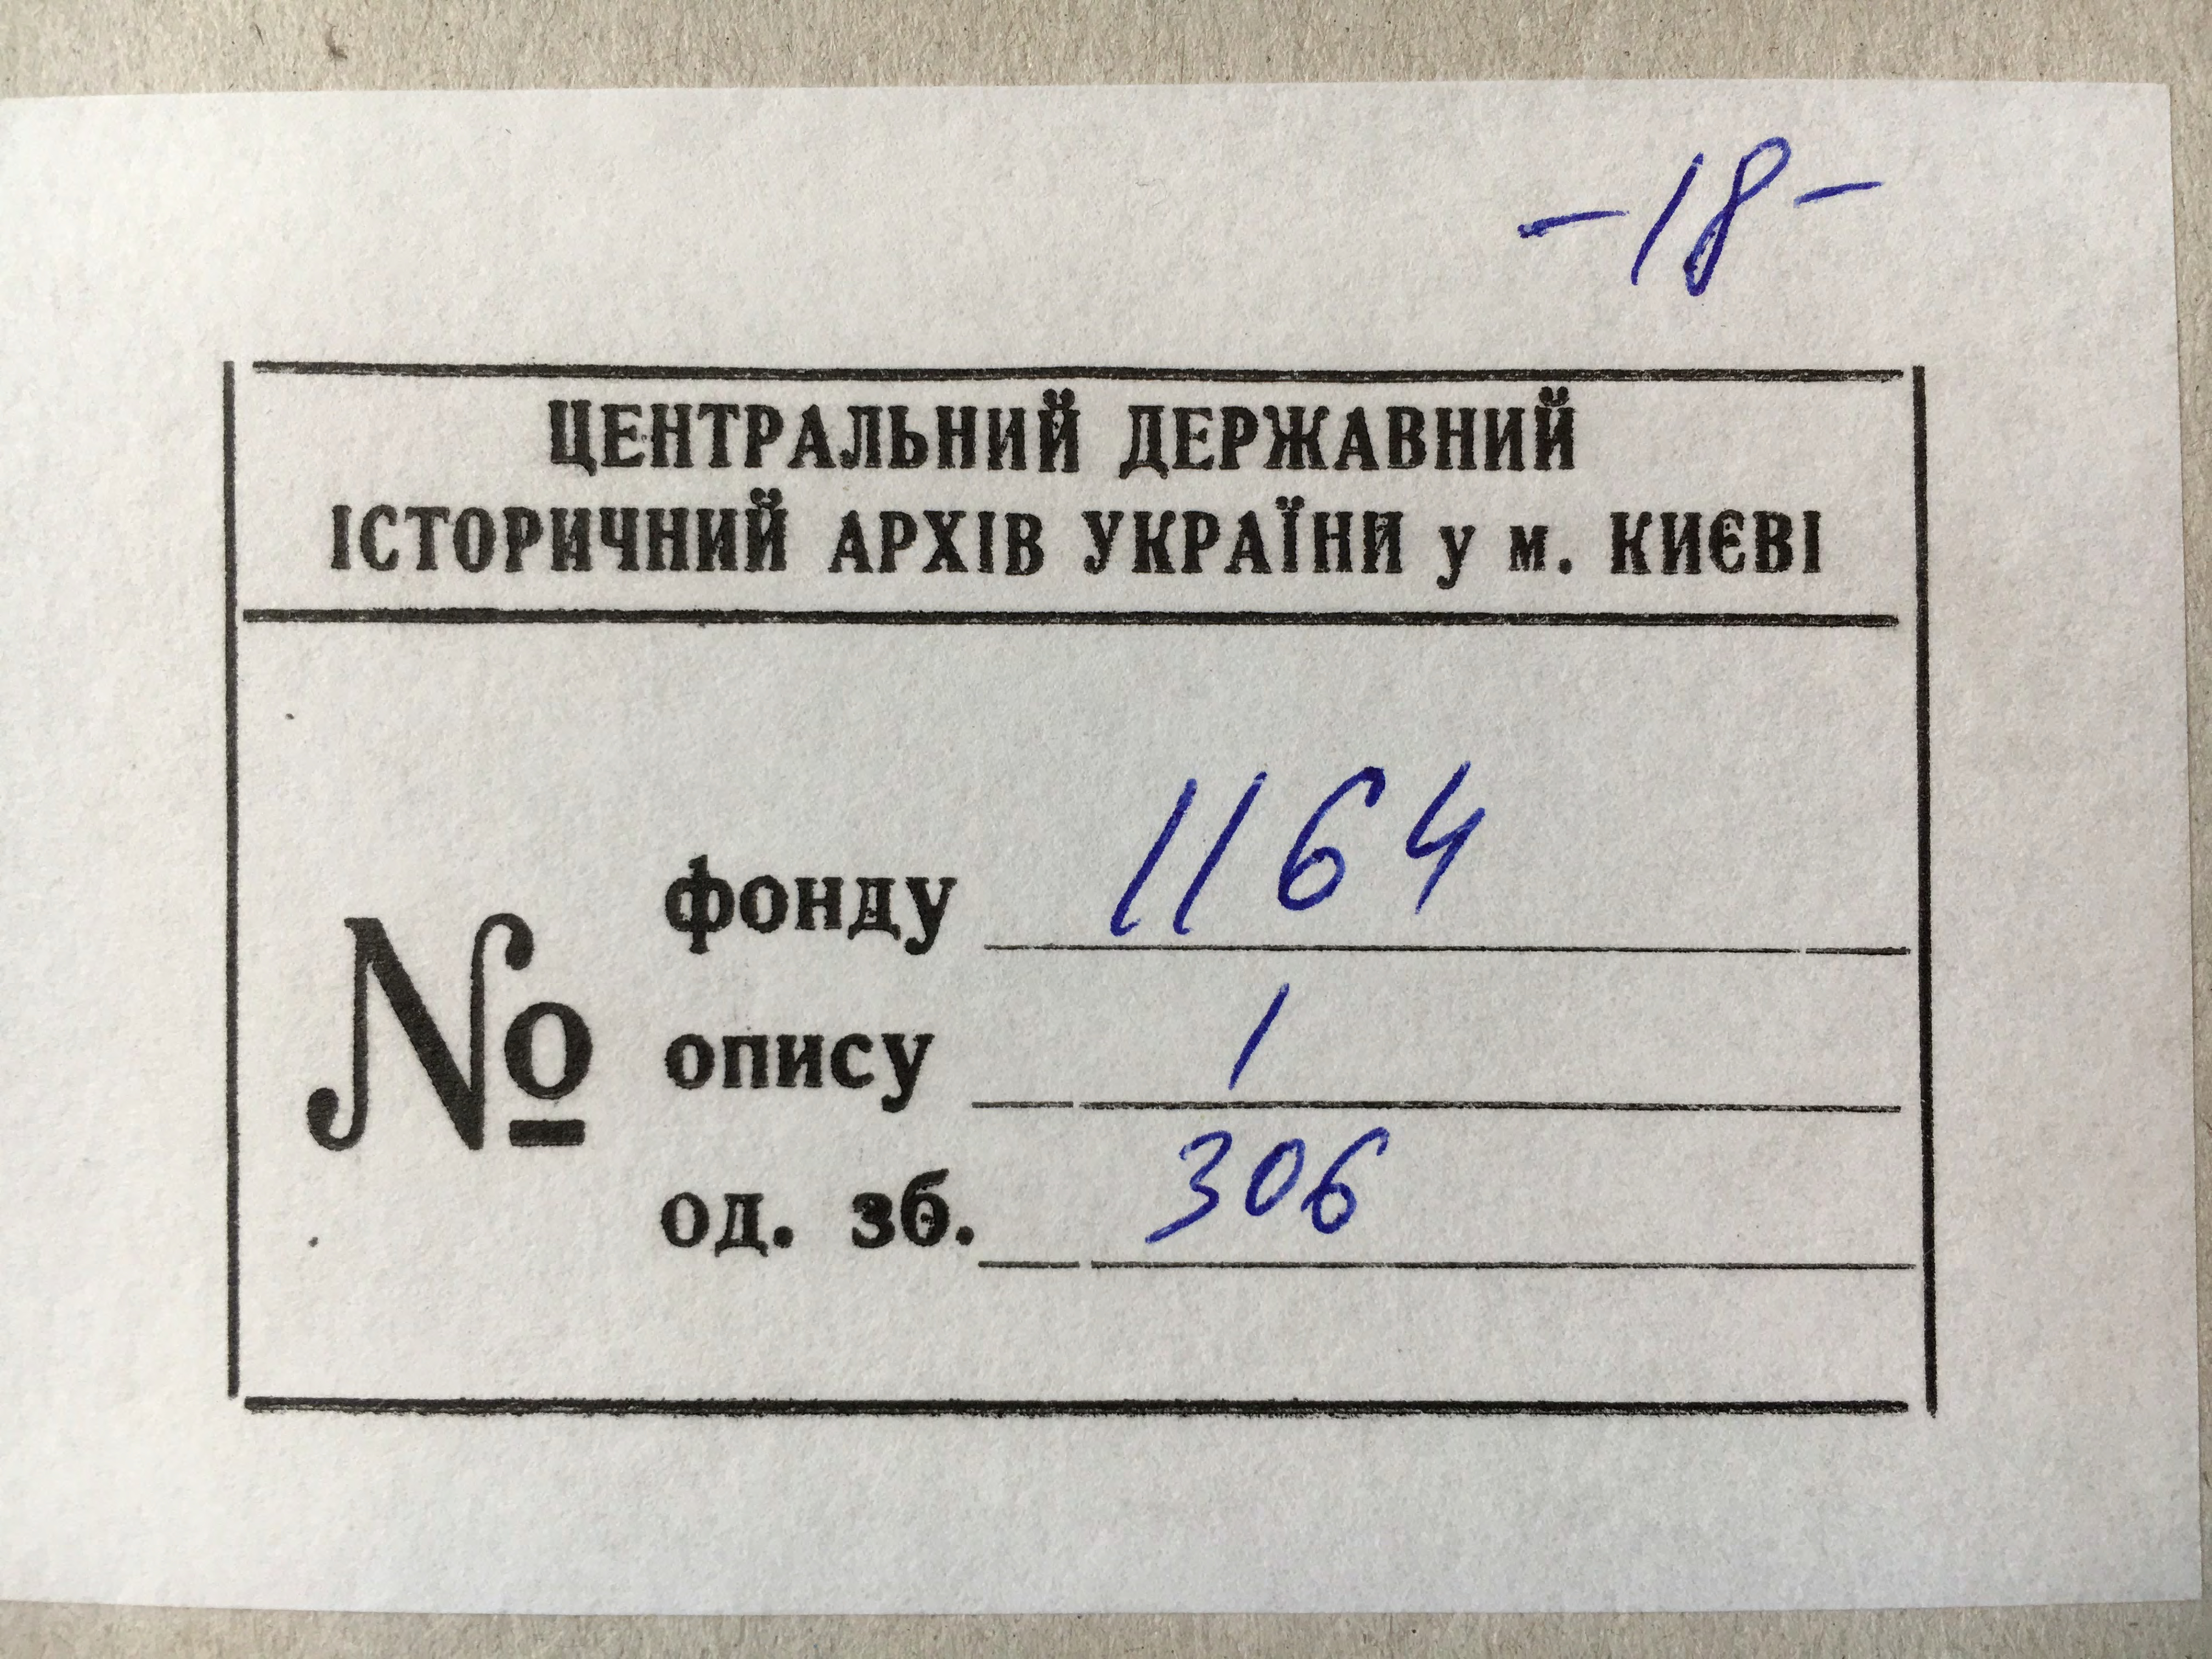 -18-
ЦЕНТРАЛЬНИЙ ДЕРЖАВНИЙ
ІСТОРИЧНИЙ АРХІВ УКРАЇНИ у м. КИЄВІ
№
фонду 1164
опису 1
од. зб. 306